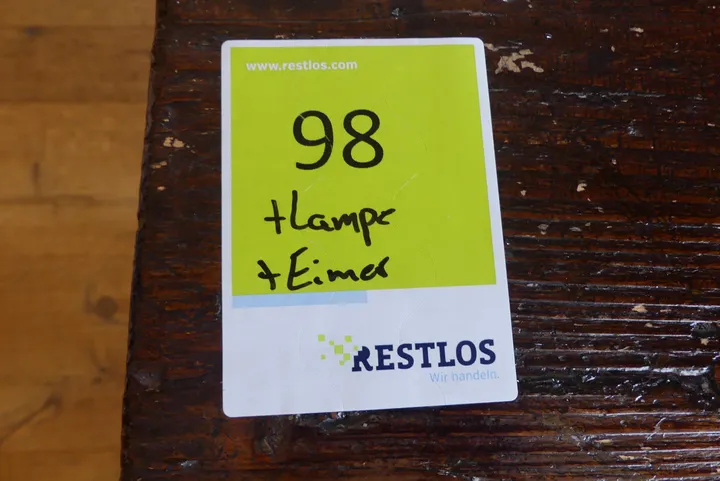 www.restlos.com
98
+Lampe
+Eimer
RESTLOS
Wir handeln.